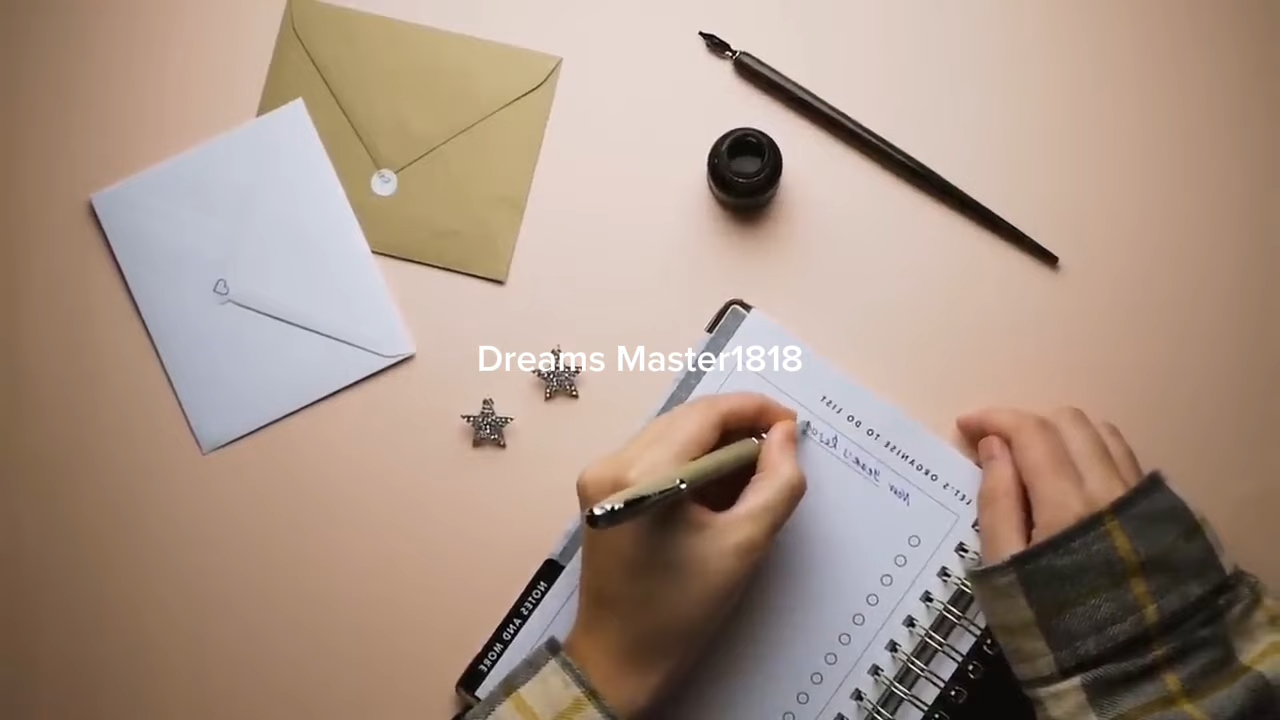 Dreams Master1818
LET'S ORGANISE TO DO LIST
New Year's Resol
NOTES AND MORE